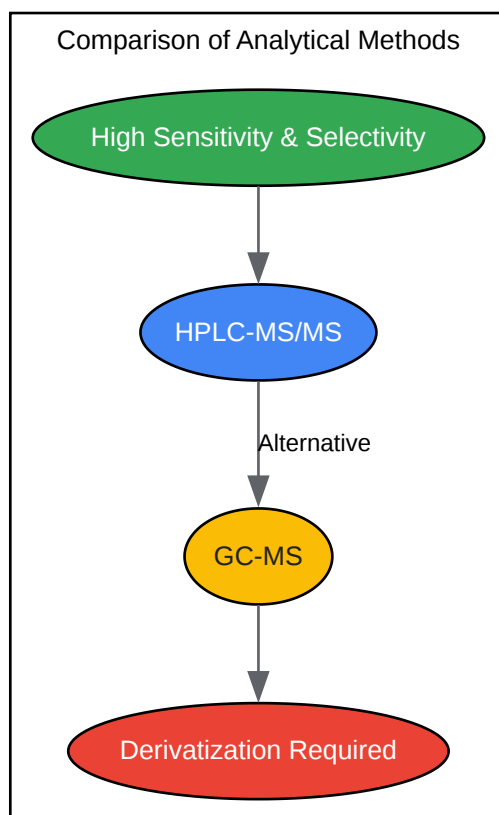 Comparison of Analytical Methods
High Sensitivity & Selectivity
HPLC-MS/MS
Alternative
GC-MS
Derivatization Required